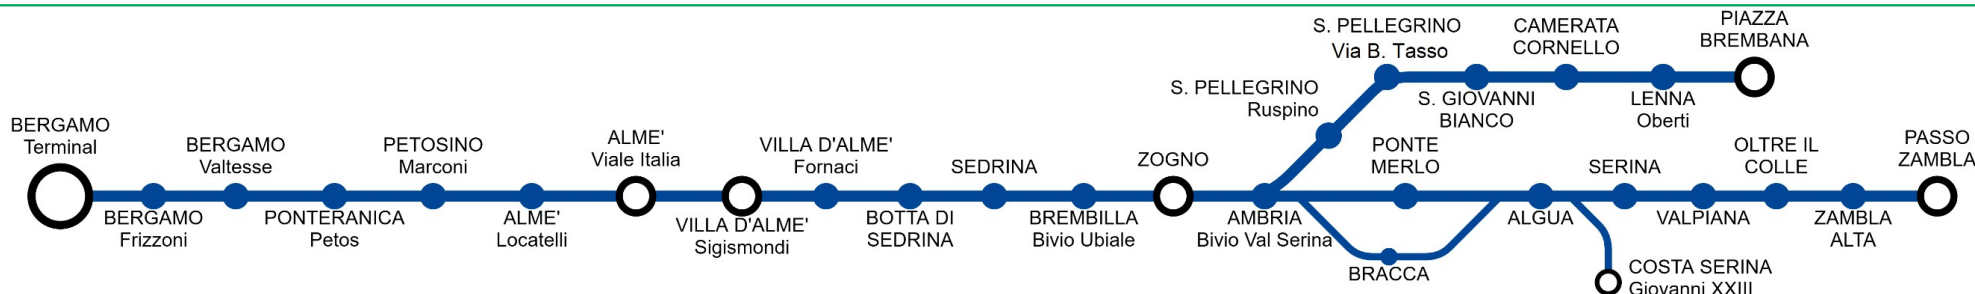 BERGAMO
Terminal
BERGAMO
Frizzoni
BERGAMO
Valtesse
PONTERANICA
Petos
PETOSINO
Marconi
ALME'
Locatelli
ALME'
Viale Italia
VILLA D'ALME'
Sigismondi
VILLA D'ALME'
Fornaci
BOTTA DI
SEDRINA
SEDRINA
BREMBILLA
Bivio Ubiale
ZOGNO
AMBRIA
Bivio Val Serina
S. PELLEGRINO
Ruspino
S. PELLEGRINO
Via B. Tasso
S. GIOVANNI
BIANCO
CAMERATA
CORNELLO
LENNA
Oberti
PIAZZA
BREMBANA
PONTE
MERLO
BRACCA
ALGUA
COSTA SERINA
Giovanni XXIII
SERINA
VALPIANA
OLTRE IL
COLLE
ZAMBLA
ALTA
PASSO
ZAMBLA